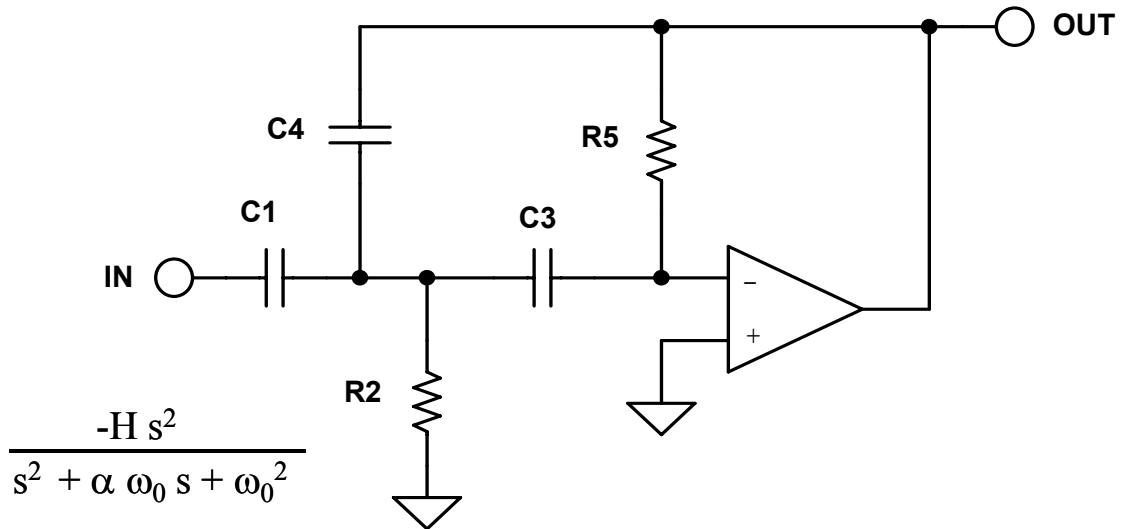 OUT
C4
R5
C1
C3
IN
−
+
R2
-H s²
s² + α ω₀ s + ω₀²